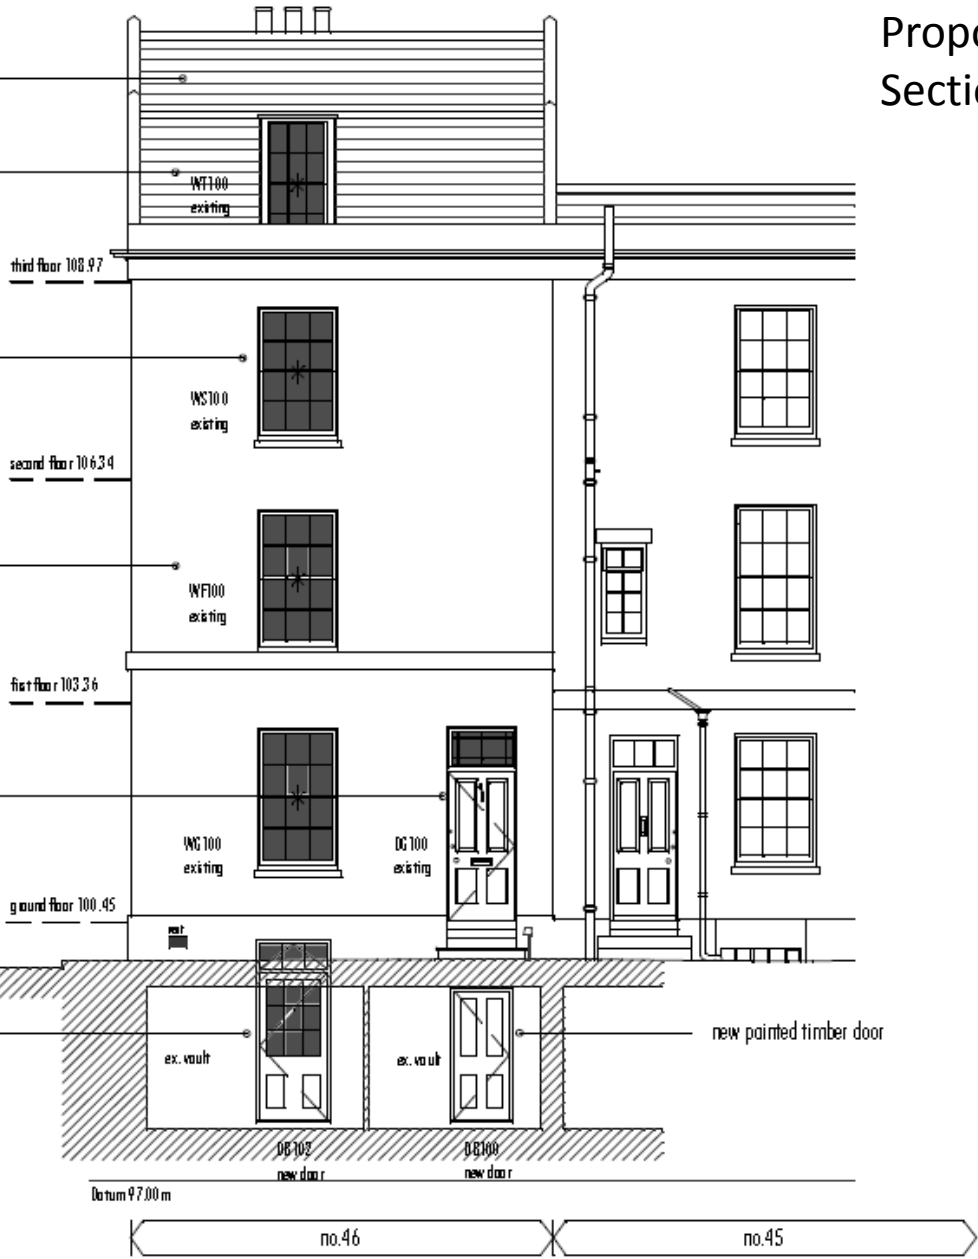 Propo
Sectio
WT100
existing
third floor 108.97
WS100
existing
second floor 106.34
WF100
existing
first floor 103.36
WG100
existing
DG100
existing
ground floor 100.45
vent
ex. vault
ex. vault
new painted timber door
DB102
new door
DB100
new door
Datum 97.00 m
no.46
no.45